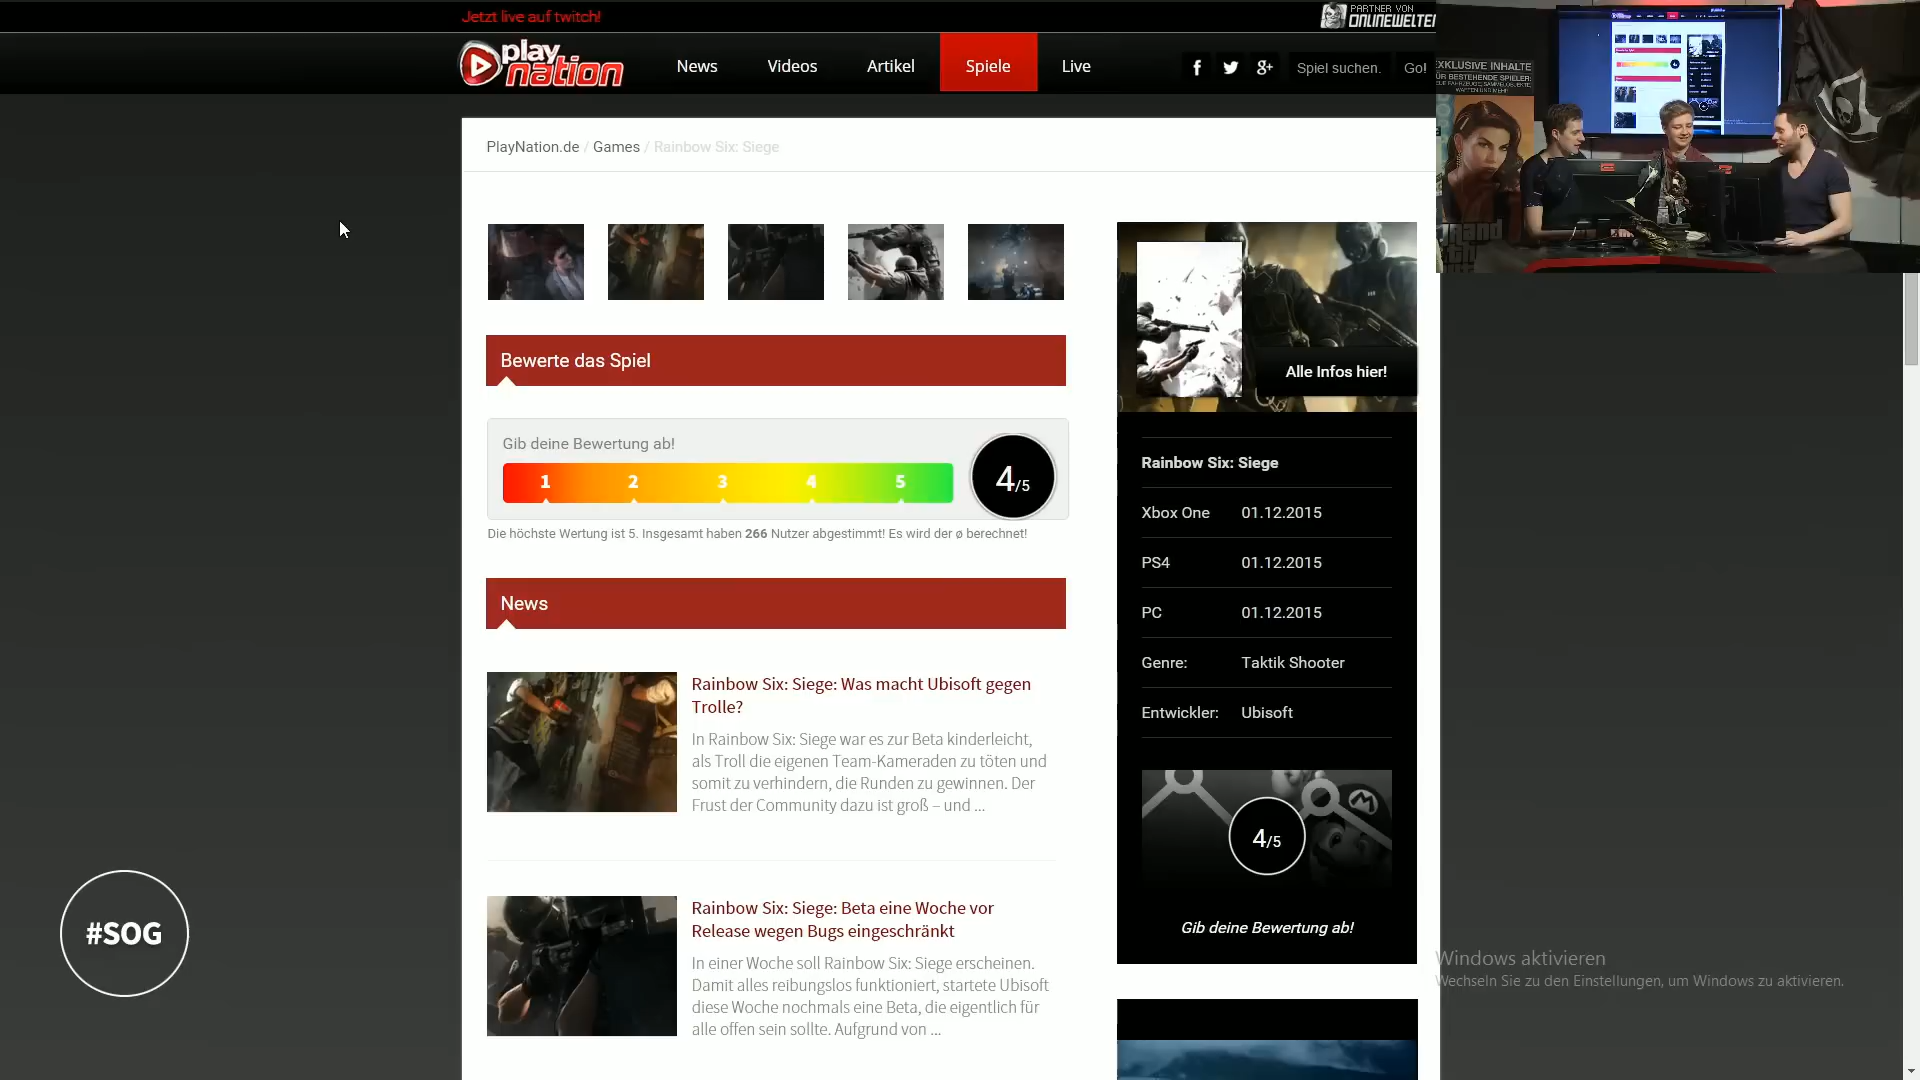 Jetzt live auf twitch!
PARTNER VON
ONLINEWELTEN
play
nation
News
Videos
Artikel
Spiele
Live
Spiel suchen.
Go!
EXKLUSIVE INHALTE
FÜR BESTEHENDE SPIELER:
PlayNation.de / Games / Rainbow Six: Siege
Alle Infos hier!
Bewerte das Spiel
Gib deine Bewertung ab!
1 2 3 4 5
4/5
Die höchste Wertung ist 5. Insgesamt haben 266 Nutzer abgestimmt! Es wird der ø berechnet!
Rainbow Six: Siege
Xbox One 01.12.2015
PS4 01.12.2015
PC 01.12.2015
Genre: Taktik Shooter
Entwickler: Ubisoft
4/5
Gib deine Bewertung ab!
News
Rainbow Six: Siege: Was macht Ubisoft gegen
Trolle?
In Rainbow Six: Siege war es zur Beta kinderleicht,
als Troll die eigenen Team-Kameraden zu töten und
somit zu verhindern, die Runden zu gewinnen. Der
Frust der Community dazu ist groß – und ...
Rainbow Six: Siege: Beta eine Woche vor
Release wegen Bugs eingeschränkt
In einer Woche soll Rainbow Six: Siege erscheinen.
Damit alles reibungslos funktioniert, startete Ubisoft
diese Woche nochmals eine Beta, die eigentlich für
alle offen sein sollte. Aufgrund von ...
#SOG
Windows aktivieren
Wechseln Sie zu den Einstellungen, um Windows zu aktivieren.